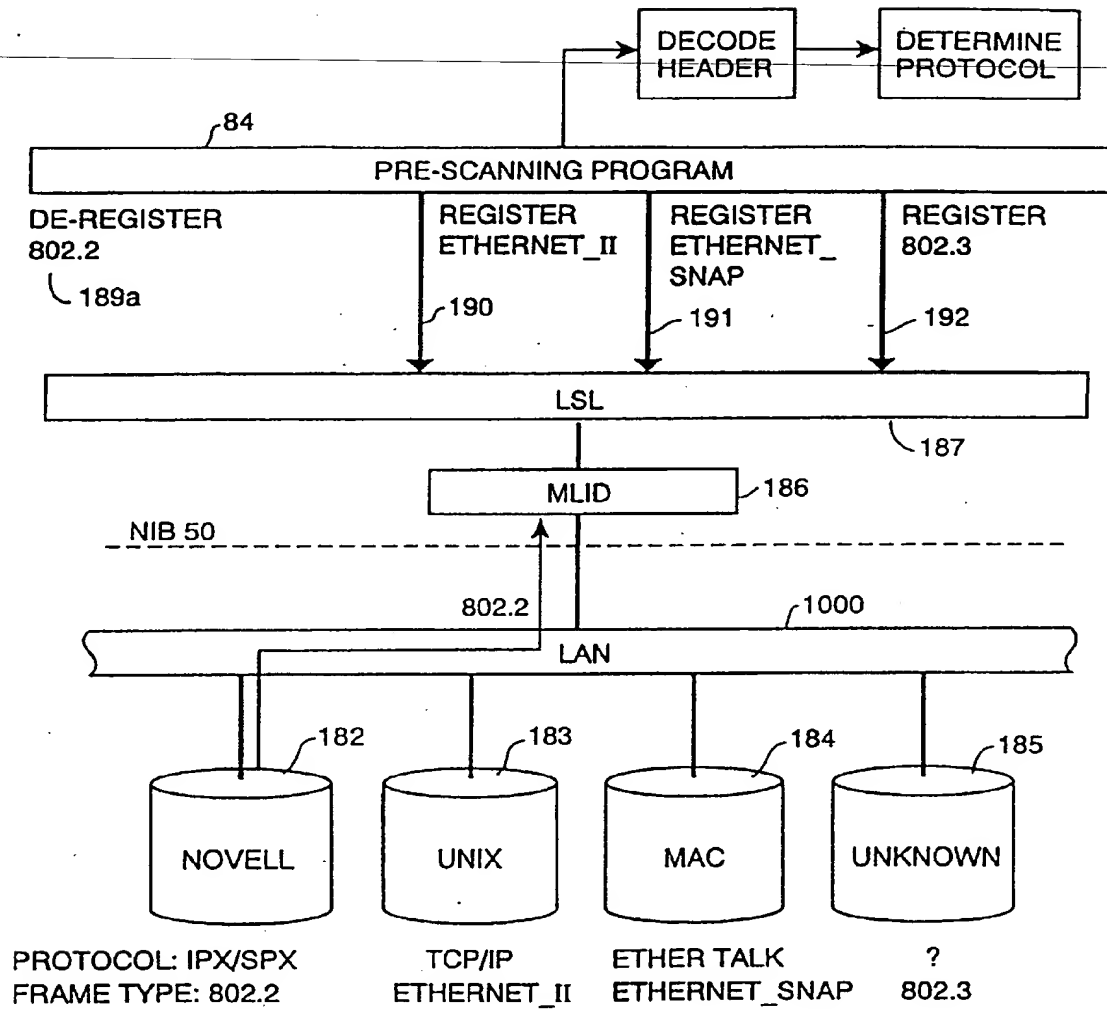 DECODE
HEADER
DETERMINE
PROTOCOL
84
PRE-SCANNING PROGRAM
DE-REGISTER
802.2
189a
REGISTER
ETHERNET_II
190
REGISTER
ETHERNET_
SNAP
191
REGISTER
802.3
192
LSL
187
MLID
186
NIB 50
802.2
1000
LAN
182
183
184
185
NOVELL
UNIX
MAC
UNKNOWN
PROTOCOL: IPX/SPX
FRAME TYPE: 802.2
TCP/IP
ETHERNET_II
ETHER TALK
ETHERNET_SNAP
?
802.3